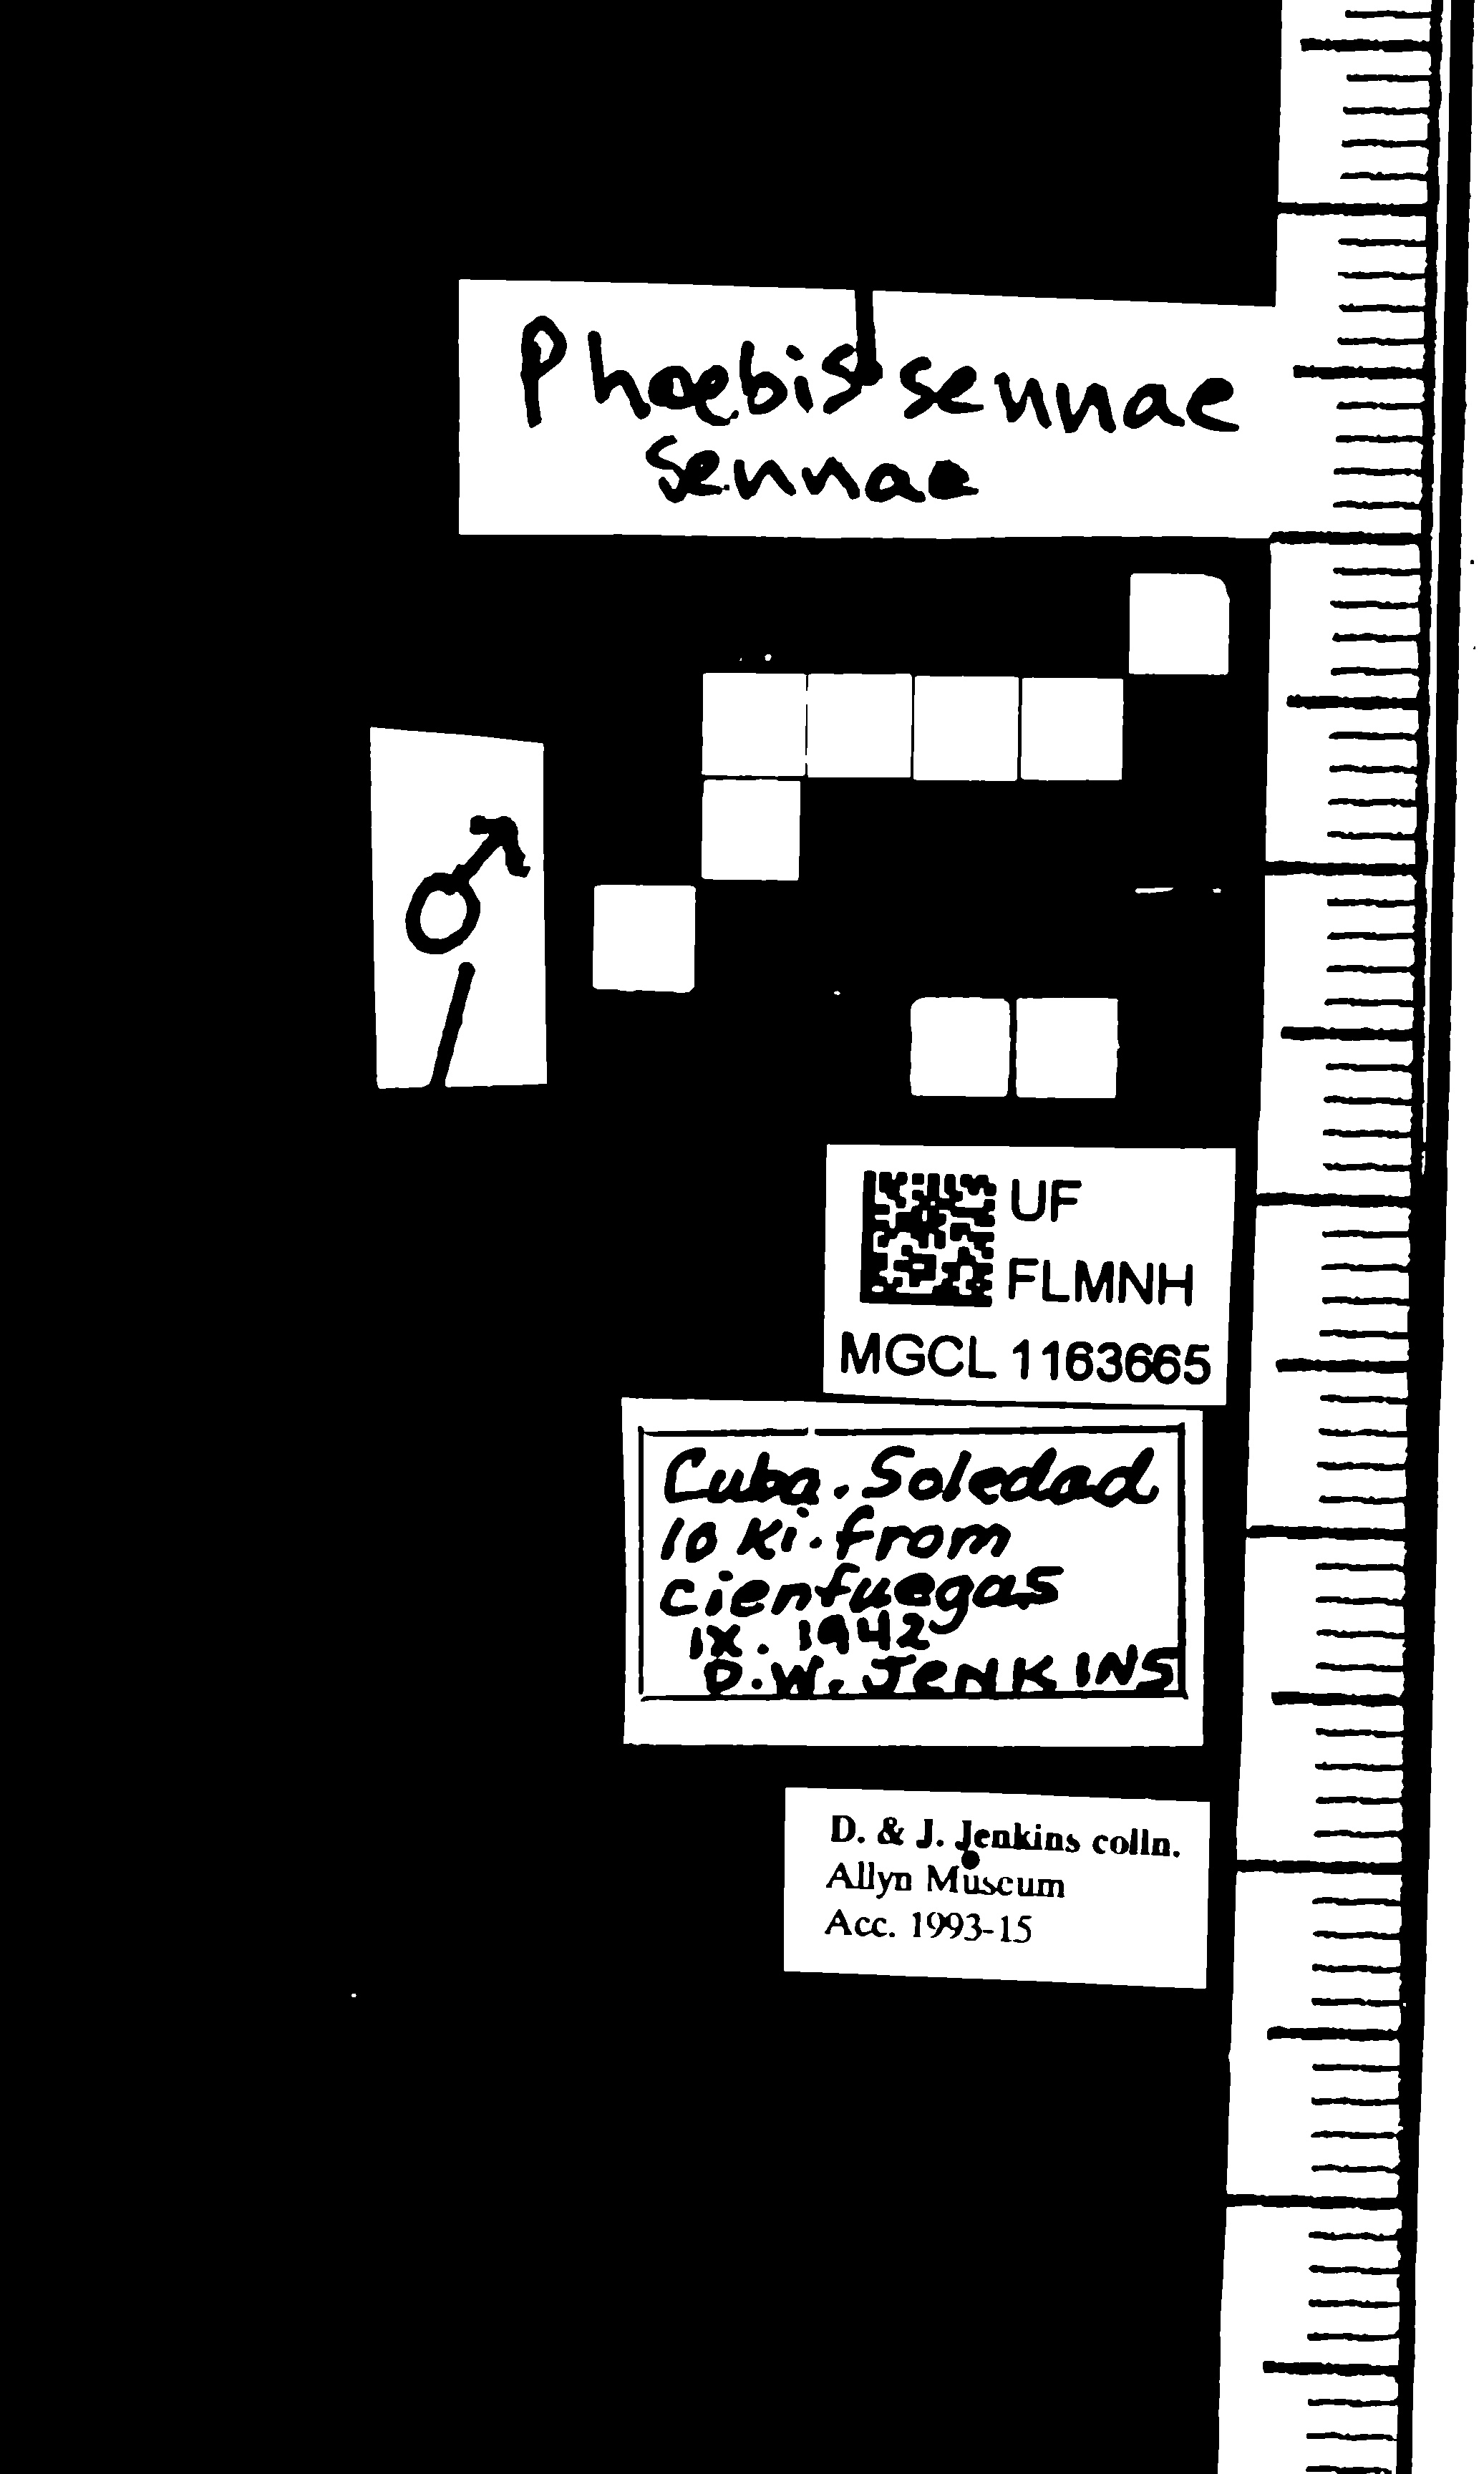 Phoebis sennae
sennae
♂
UF
FLMNH
MGCL 1163665
Cuba. Soledad
10 Ki. from
cienfuegas
IX. 1942
D.W. JENKINS
D. & J. Jenkins colln.
Allyn Museum
Acc. 1993-15